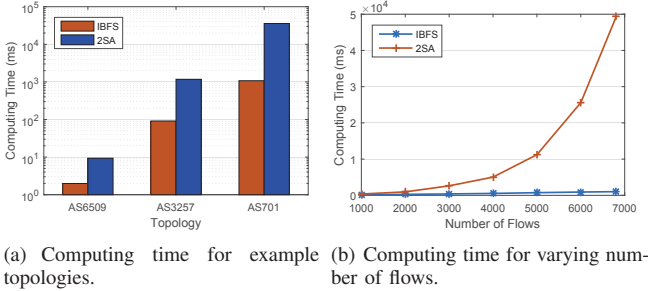 10^5
10^4
10^3
10^2
10^1
10^0
Computing Time (ms)
IBFS
2SA
AS6509 AS3257 AS701
Topology
×10^4
5
4
3
2
1
0
Computing Time (ms)
IBFS
2SA
1000 2000 3000 4000 5000 6000 7000
Number of Flows
(a) Computing time for example topologies.
(b) Computing time for varying number of flows.